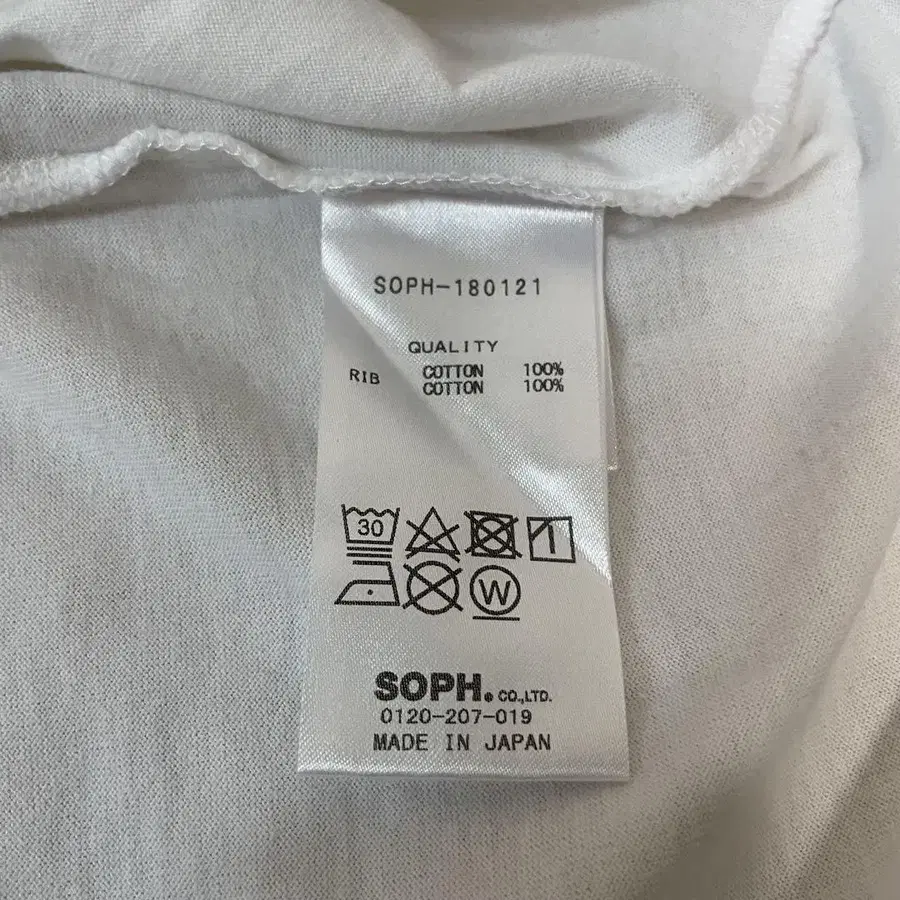 SOPH-180121
QUALITY
RIB COTTON 100%
COTTON 100%
30
W
SOPH. CO.,LTD.
0120-207-019
MADE IN JAPAN